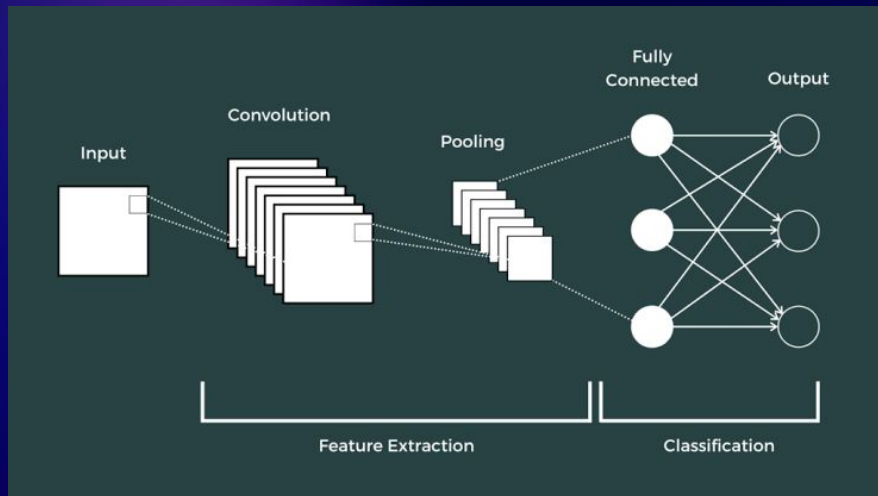 Input
Convolution
Pooling
Fully
Connected
Output
Feature Extraction
Classification